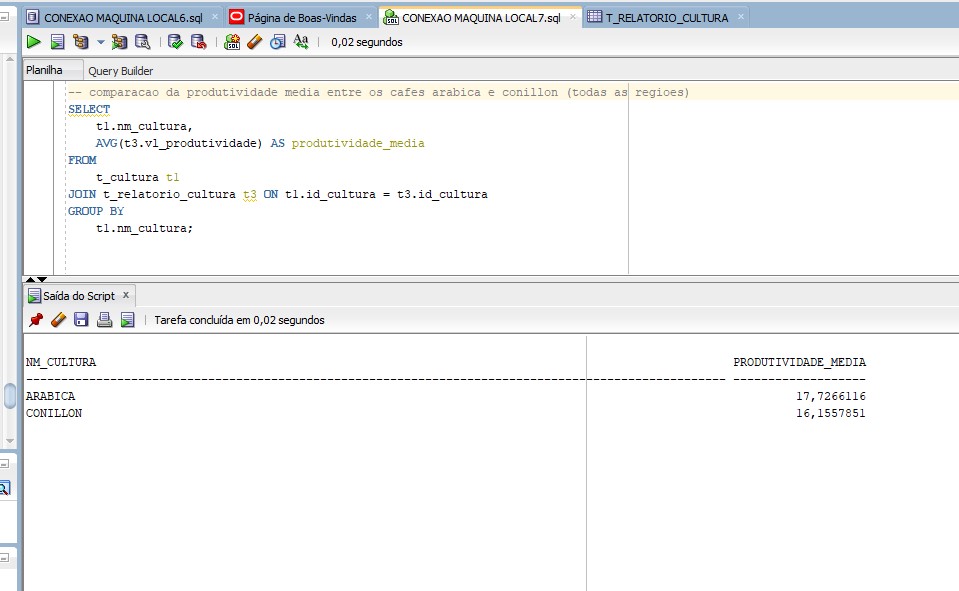 CONEXAO MAQUINA LOCAL6.sql × Página de Boas-Vindas × CONEXAO MAQUINA LOCAL7.sql × T_RELATORIO_CULTURA ×
SQL Aa 0,02 segundos
Planilha Query Builder
-- comparacao da produtividade media entre os cafes arabica e conillon (todas as regioes)
SELECT
t1.nm_cultura,
AVG(t3.vl_produtividade) AS produtividade_media
FROM
t_cultura t1
JOIN t_relatorio_cultura t3 ON t1.id_cultura = t3.id_cultura
GROUP BY
t1.nm_cultura;
Saída do Script ×
Tarefa concluída em 0,02 segundos
NM_CULTURA PRODUTIVIDADE_MEDIA
ARABICA 17,7266116
CONILLON 16,1557851